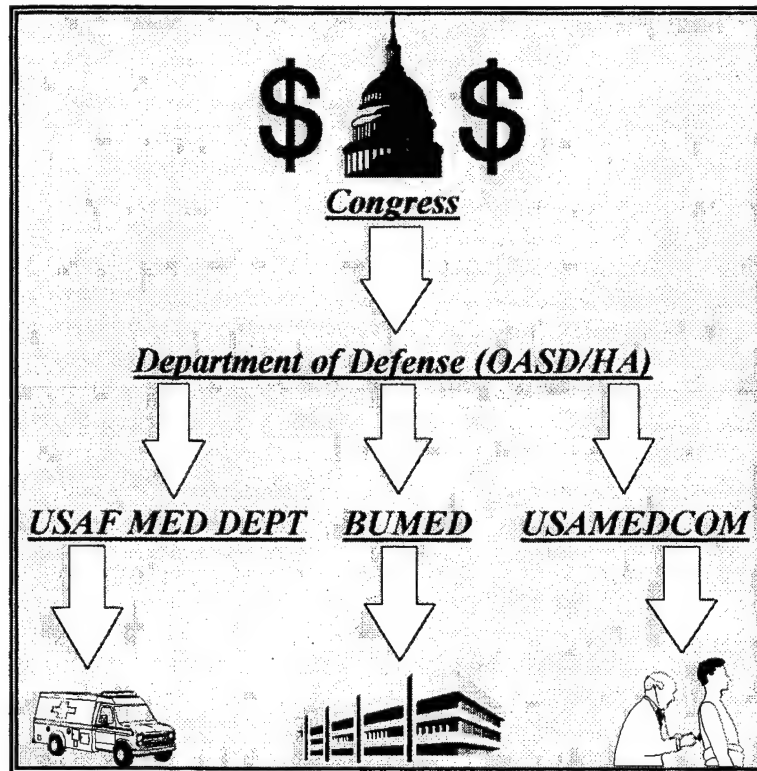 $ $
Congress
Department of Defense (OASD/HA)
USAF MED DEPT BUMED USAMEDCOM